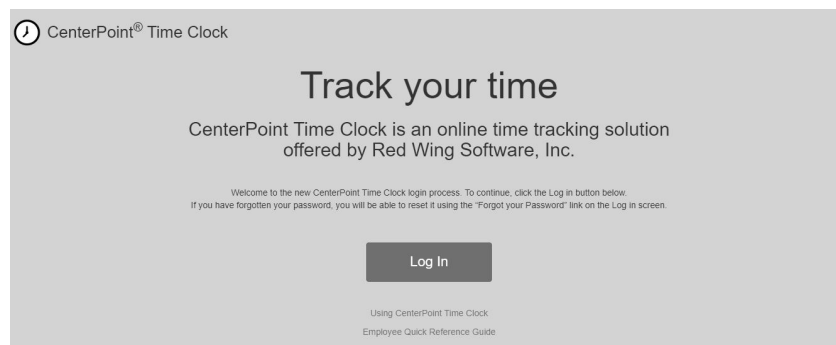 CenterPoint® Time Clock
Track your time
CenterPoint Time Clock is an online time tracking solution
offered by Red Wing Software, Inc.
Welcome to the new CenterPoint Time Clock login process. To continue, click the Log in button below.
If you have forgotten your password, you will be able to reset it using the "Forgot your Password" link on the Log in screen.
Log In
Using CenterPoint Time Clock
Employee Quick Reference Guide